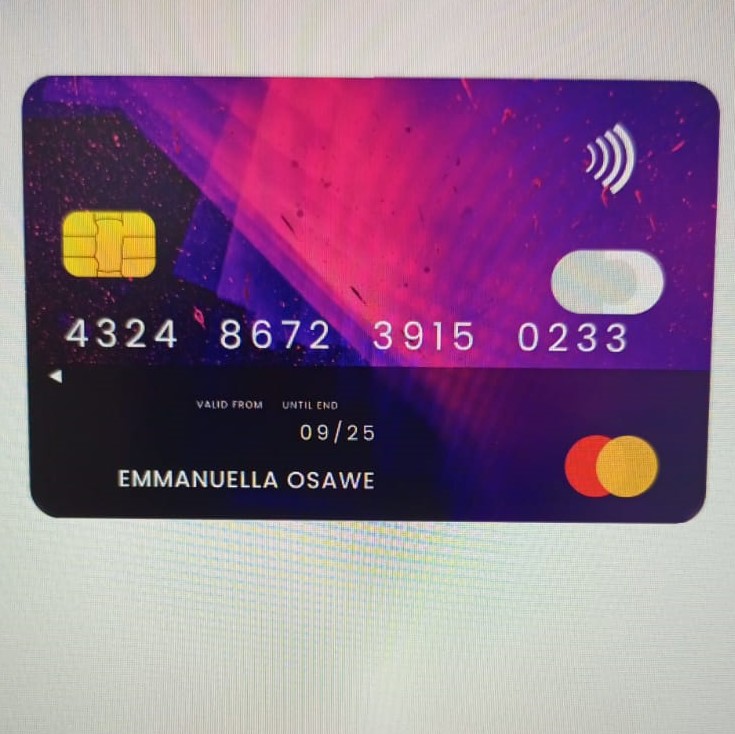 4324 8672 3915 0233
VALID FROM UNTIL END
09/25
EMMANUELLA OSAWE